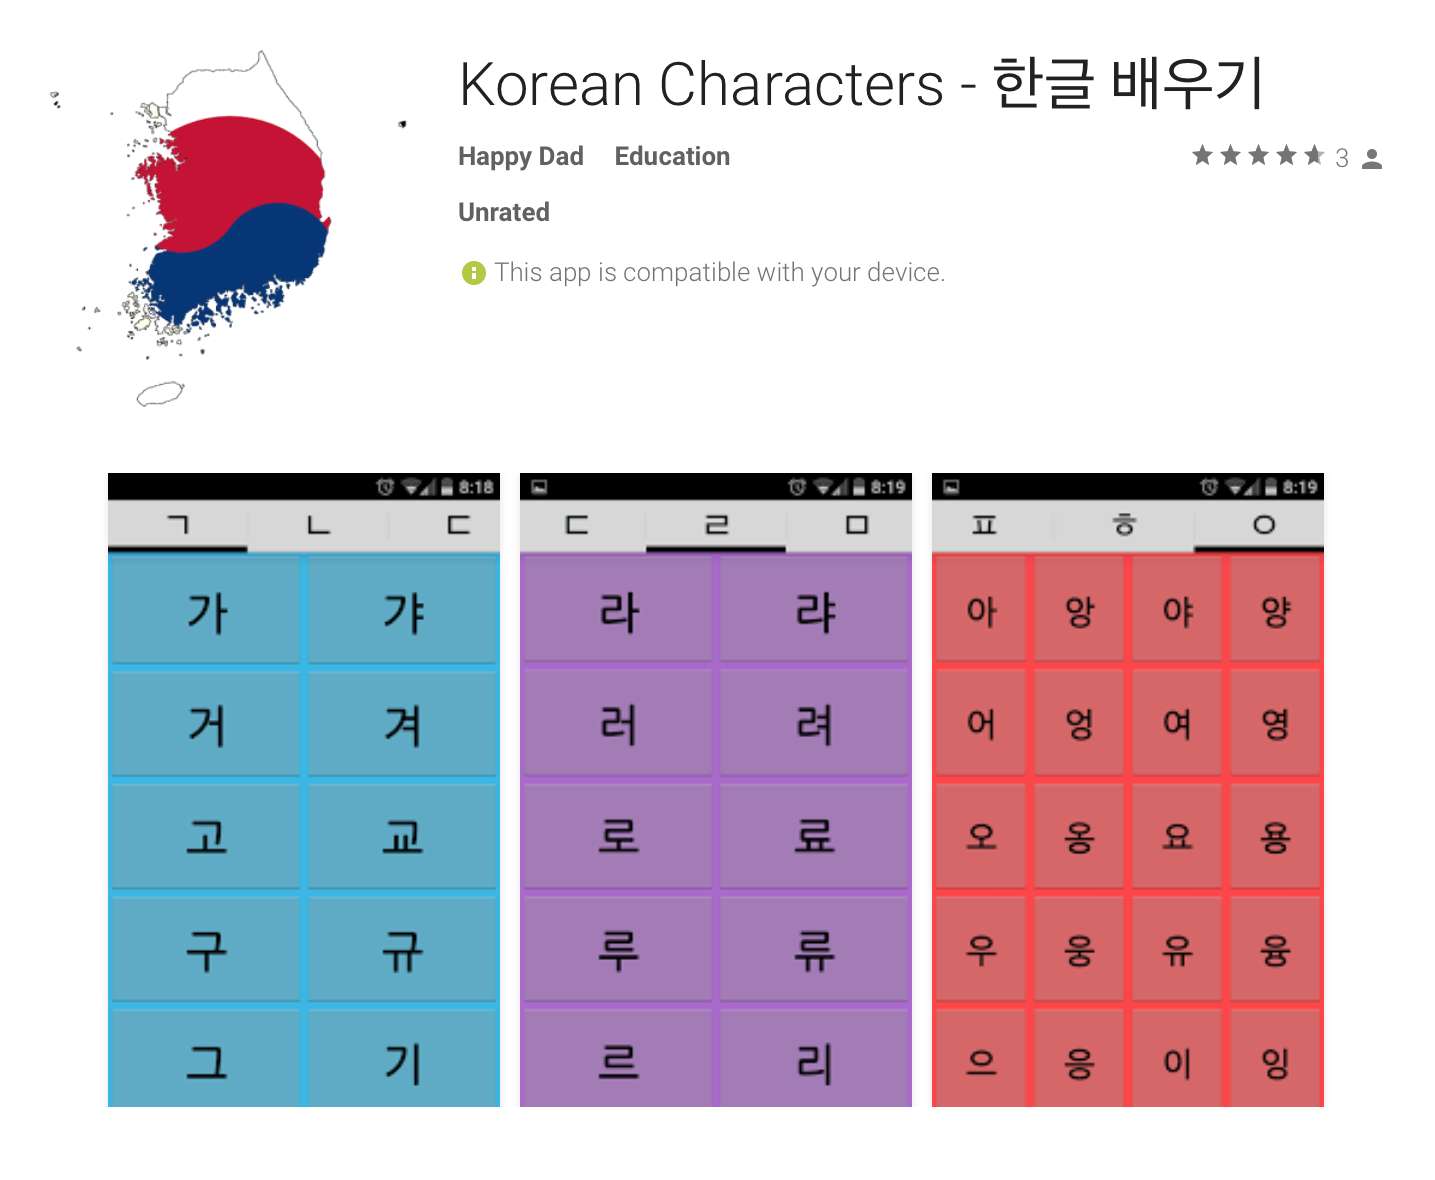 Korean Characters - 한글 배우기
Happy Dad Education
3
Unrated
This app is compatible with your device.
8:18
ㄱ ㄴ ㄷ
가 갸
거 겨
고 교
구 규
그 기
8:19
ㄷ ㄹ ㅁ
라 랴
러 려
로 료
루 류
르 리
8:19
ㅍ ㅎ ㅇ
아 앙 야 양
어 엉 여 영
오 옹 요 용
우 웅 유 융
으 응 이 잉